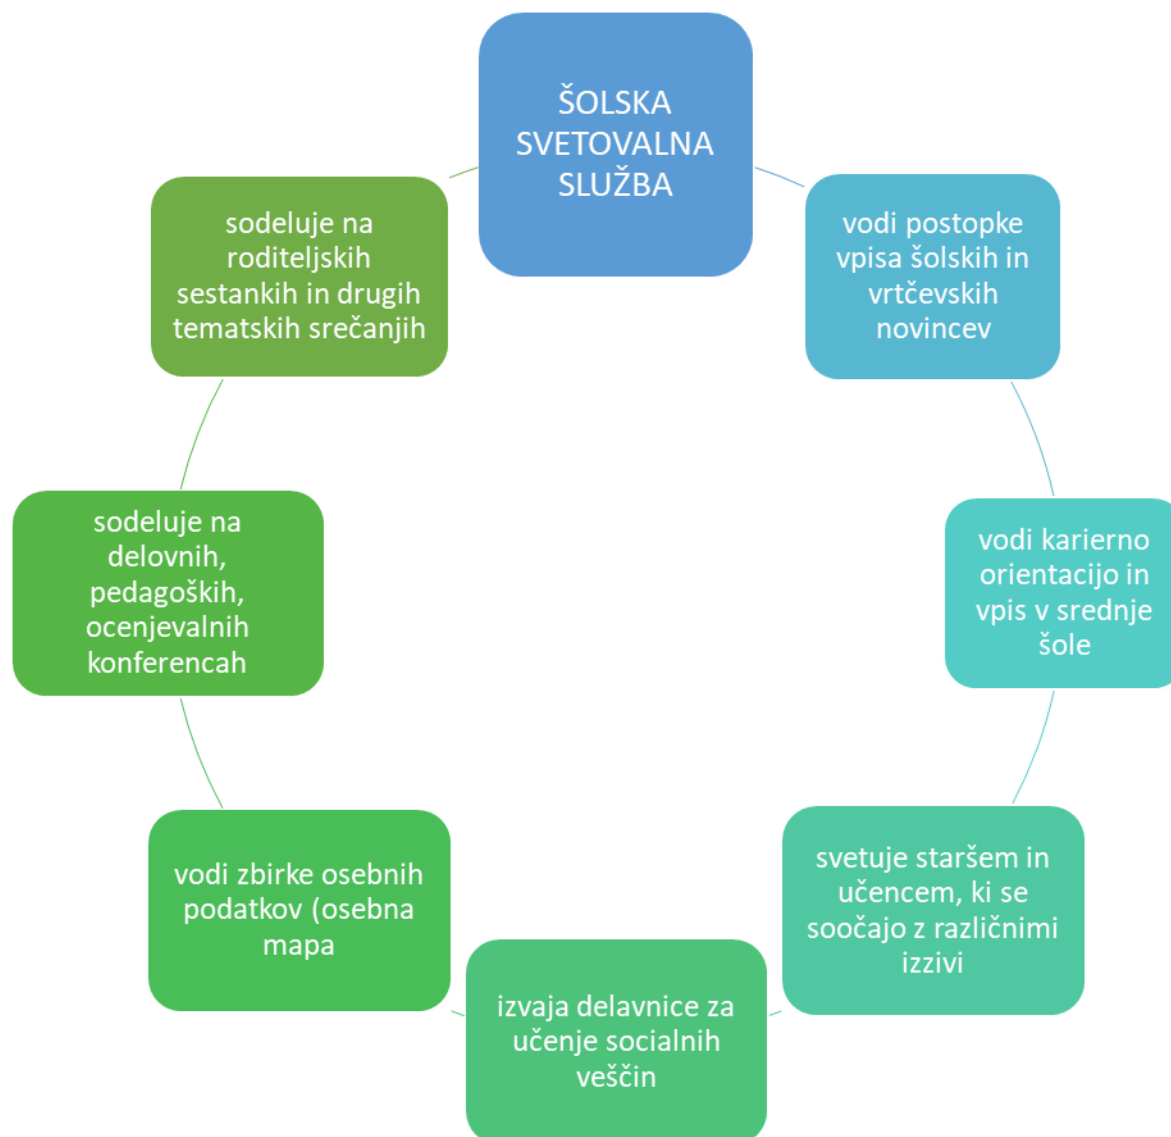 ŠOLSKA
SVETOVALNA
SLUŽBA
vodi postopke
vpisa šolskih in
vrtčevskih
novincev
vodi karierno
orientacijo in
vpis v srednje
šole
svetuje staršem in
učencem, ki se
soočajo z različnimi
izzivi
izvaja delavnice za
učenje socialnih
veščin
vodi zbirke osebnih
podatkov (osebna
mapa
sodeluje na
delovnih,
pedagoških,
ocenjevalnih
konferencah
sodeluje na
roditeljskih
sestankih in drugih
tematskih srečanjih